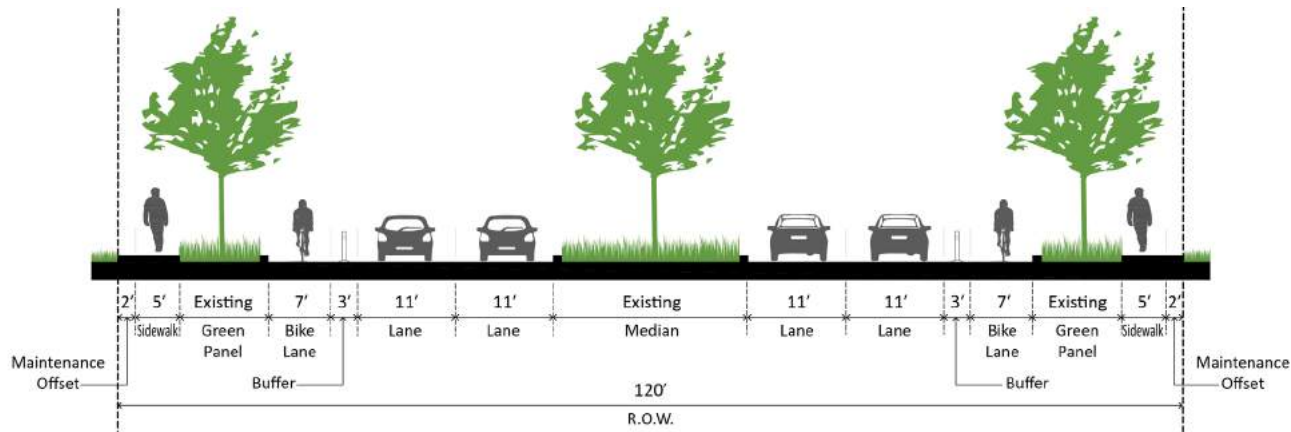 2′ 5′ Existing 7′ 3′ 11′ 11′ Existing 11′ 11′ 3′ 7′ Existing 5′ 2′
Sidewalk Green Bike Lane Lane Median Lane Lane Bike Green Sidewalk
Panel Lane Lane Panel
Maintenance Maintenance
Offset Buffer Buffer Offset
120′
R.O.W.